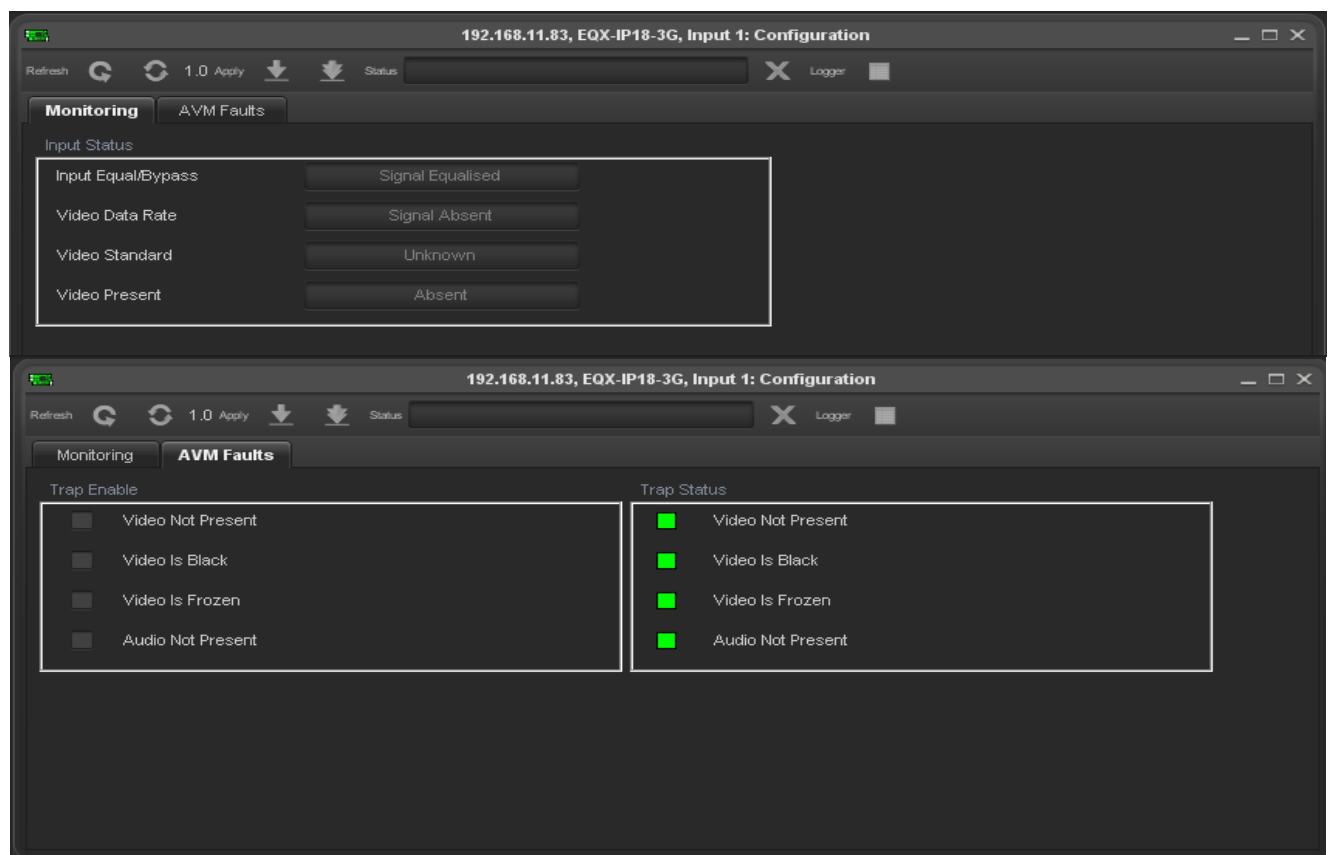 192.168.11.83, EQX-IP18-3G, Input 1: Configuration
Refresh 1.0 Apply Status Logger
Monitoring AVM Faults
Input Status
Input Equal/Bypass Signal Equalised
Video Data Rate Signal Absent
Video Standard Unknown
Video Present Absent
192.168.11.83, EQX-IP18-3G, Input 1: Configuration
Refresh 1.0 Apply Status Logger
Monitoring AVM Faults
Trap Enable Trap Status
Video Not Present Video Not Present
Video Is Black Video Is Black
Video Is Frozen Video Is Frozen
Audio Not Present Audio Not Present